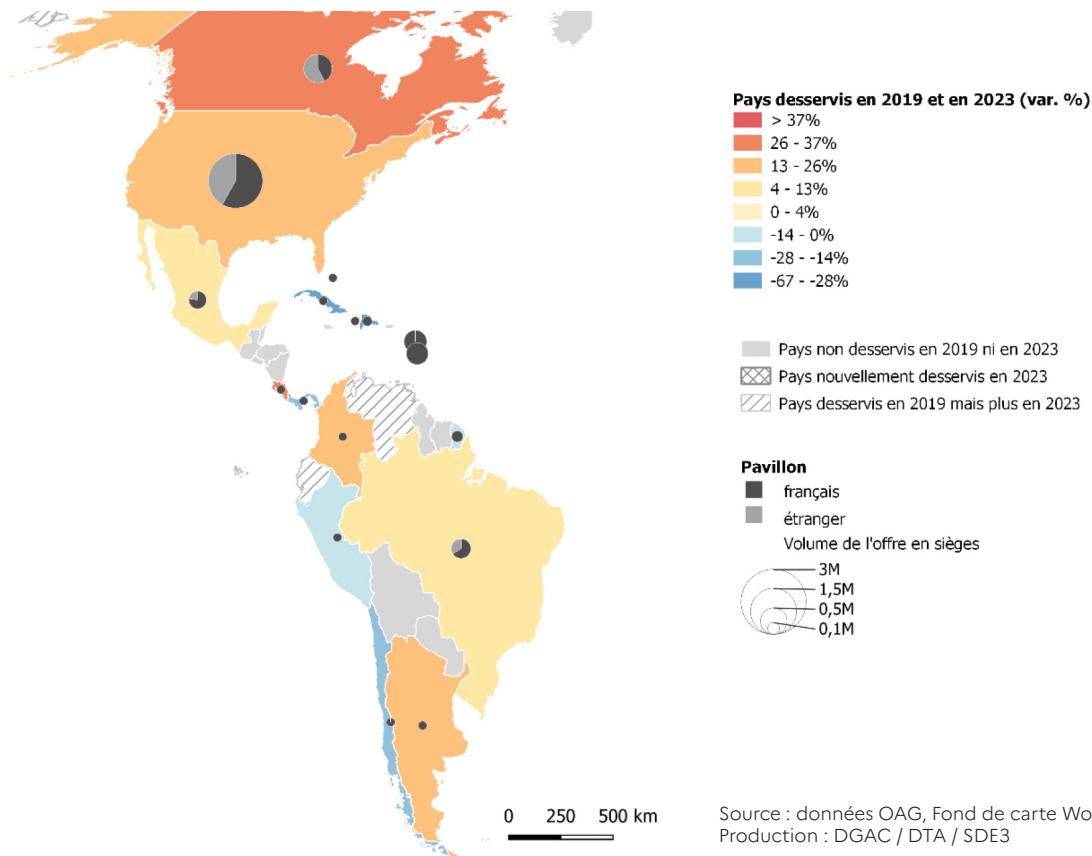 Pays desservis en 2019 et en 2023 (var. %)
> 37%
26 - 37%
13 - 26%
4 - 13%
0 - 4%
-14 - 0%
-28 - -14%
-67 - -28%
Pays non desservis en 2019 ni en 2023
Pays nouvellement desservis en 2023
Pays desservis en 2019 mais plus en 2023
Pavillon
français
étranger
Volume de l'offre en sièges
3M
1,5M
0,5M
0,1M
0 250 500 km
Source : données OAG, Fond de carte Wo
Production : DGAC / DTA / SDE3